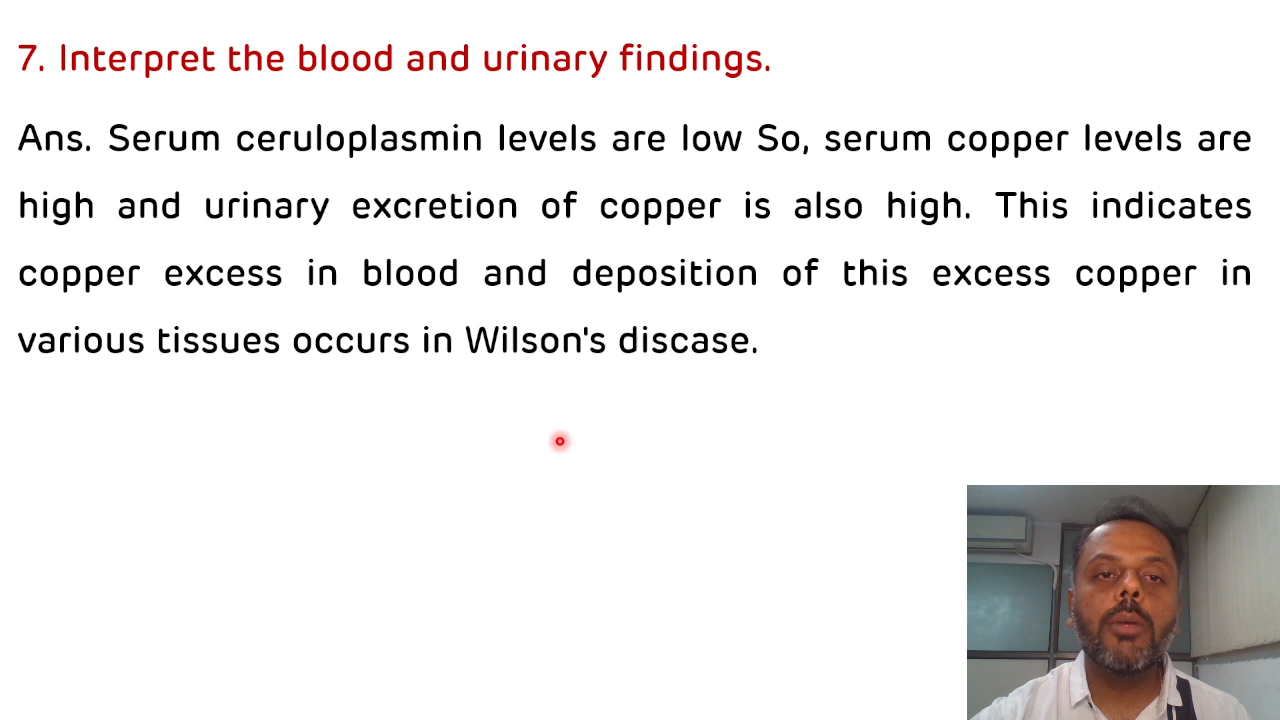 7. Interpret the blood and urinary findings.
Ans. Serum ceruloplasmin levels are low So, serum copper levels are
high and urinary excretion of copper is also high. This indicates
copper excess in blood and deposition of this excess copper in
various tissues occurs in Wilson's discase.